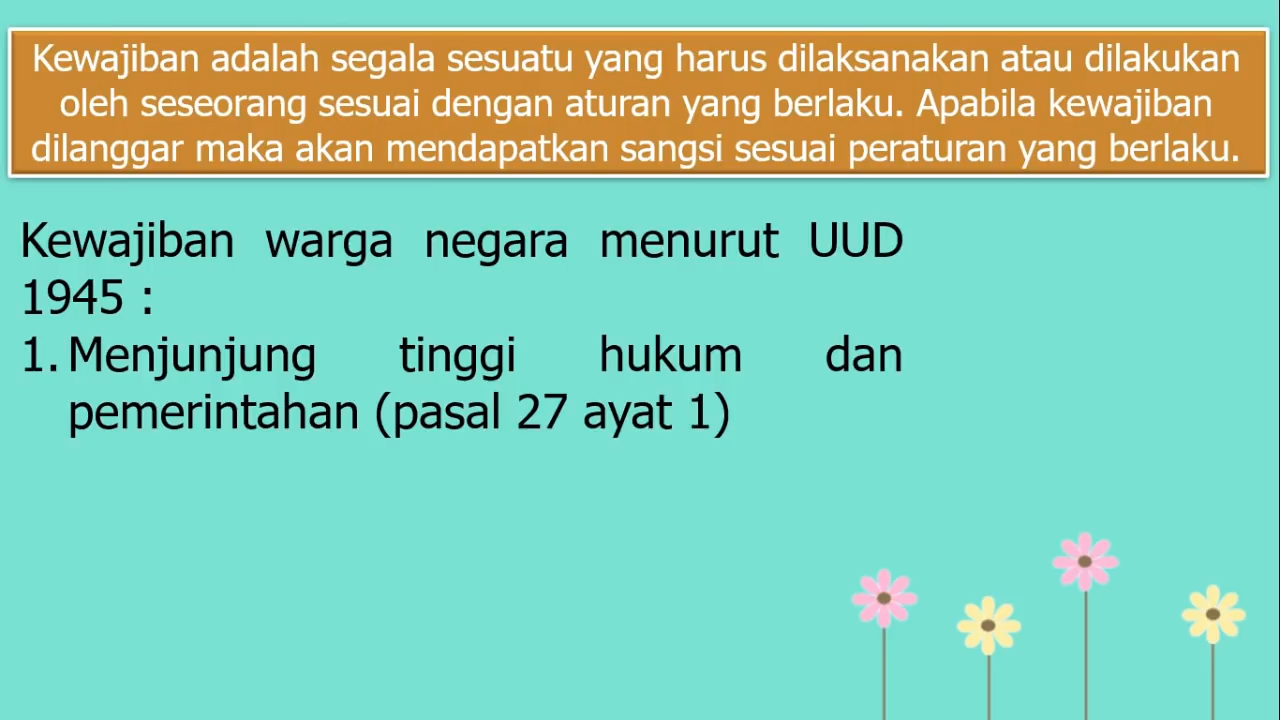 Kewajiban adalah segala sesuatu yang harus dilaksanakan atau dilakukan
oleh seseorang sesuai dengan aturan yang berlaku. Apabila kewajiban
dilanggar maka akan mendapatkan sangsi sesuai peraturan yang berlaku.
Kewajiban warga negara menurut UUD
1945 :
1. Menjunjung tinggi hukum dan
pemerintahan (pasal 27 ayat 1)